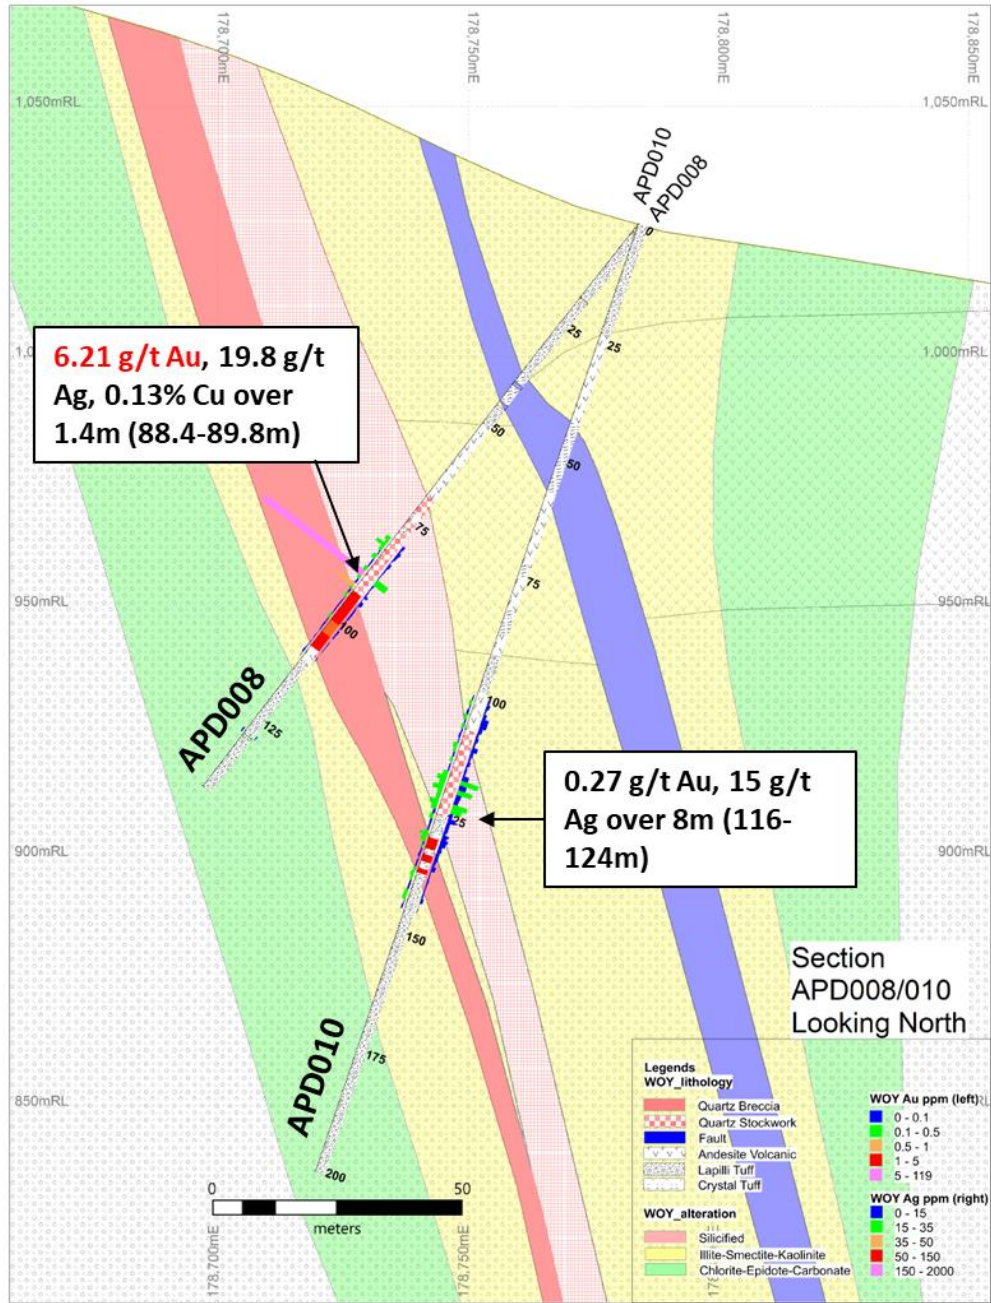 178,700mE
178,750mE
178,800mE
178,850mE
1,050mRL
1,050mRL
APD010
APD008
0
25
25
1,0
1,000mRL
6.21 g/t Au, 19.8 g/t
Ag, 0.13% Cu over
1.4m (88.4-89.8m)
50
50
75
75
950mRL
950mRL
100
APD008
125
100
0.27 g/t Au, 15 g/t
Ag over 8m (116-
124m)
25
900mRL
900mRL
150
APD010
175
200
850mRL
Section
APD008/010
Looking North
Legends
WOY_lithology
Quartz Breccia
Quartz Stockwork
Fault
Andesite Volcanic
Lapilli Tuff
Crystal Tuff
WOY_alteration
Silicified
Illite-Smectite-Kaolinite
Chlorite-Epidote-Carbonate
WOY Au ppm (left)
0 - 0.1
0.1 - 0.5
0.5 - 1
1 - 5
5 - 119
WOY Ag ppm (right)
0 - 15
15 - 35
35 - 50
50 - 150
150 - 2000
0
50
meters
178,700mE
178,750mE